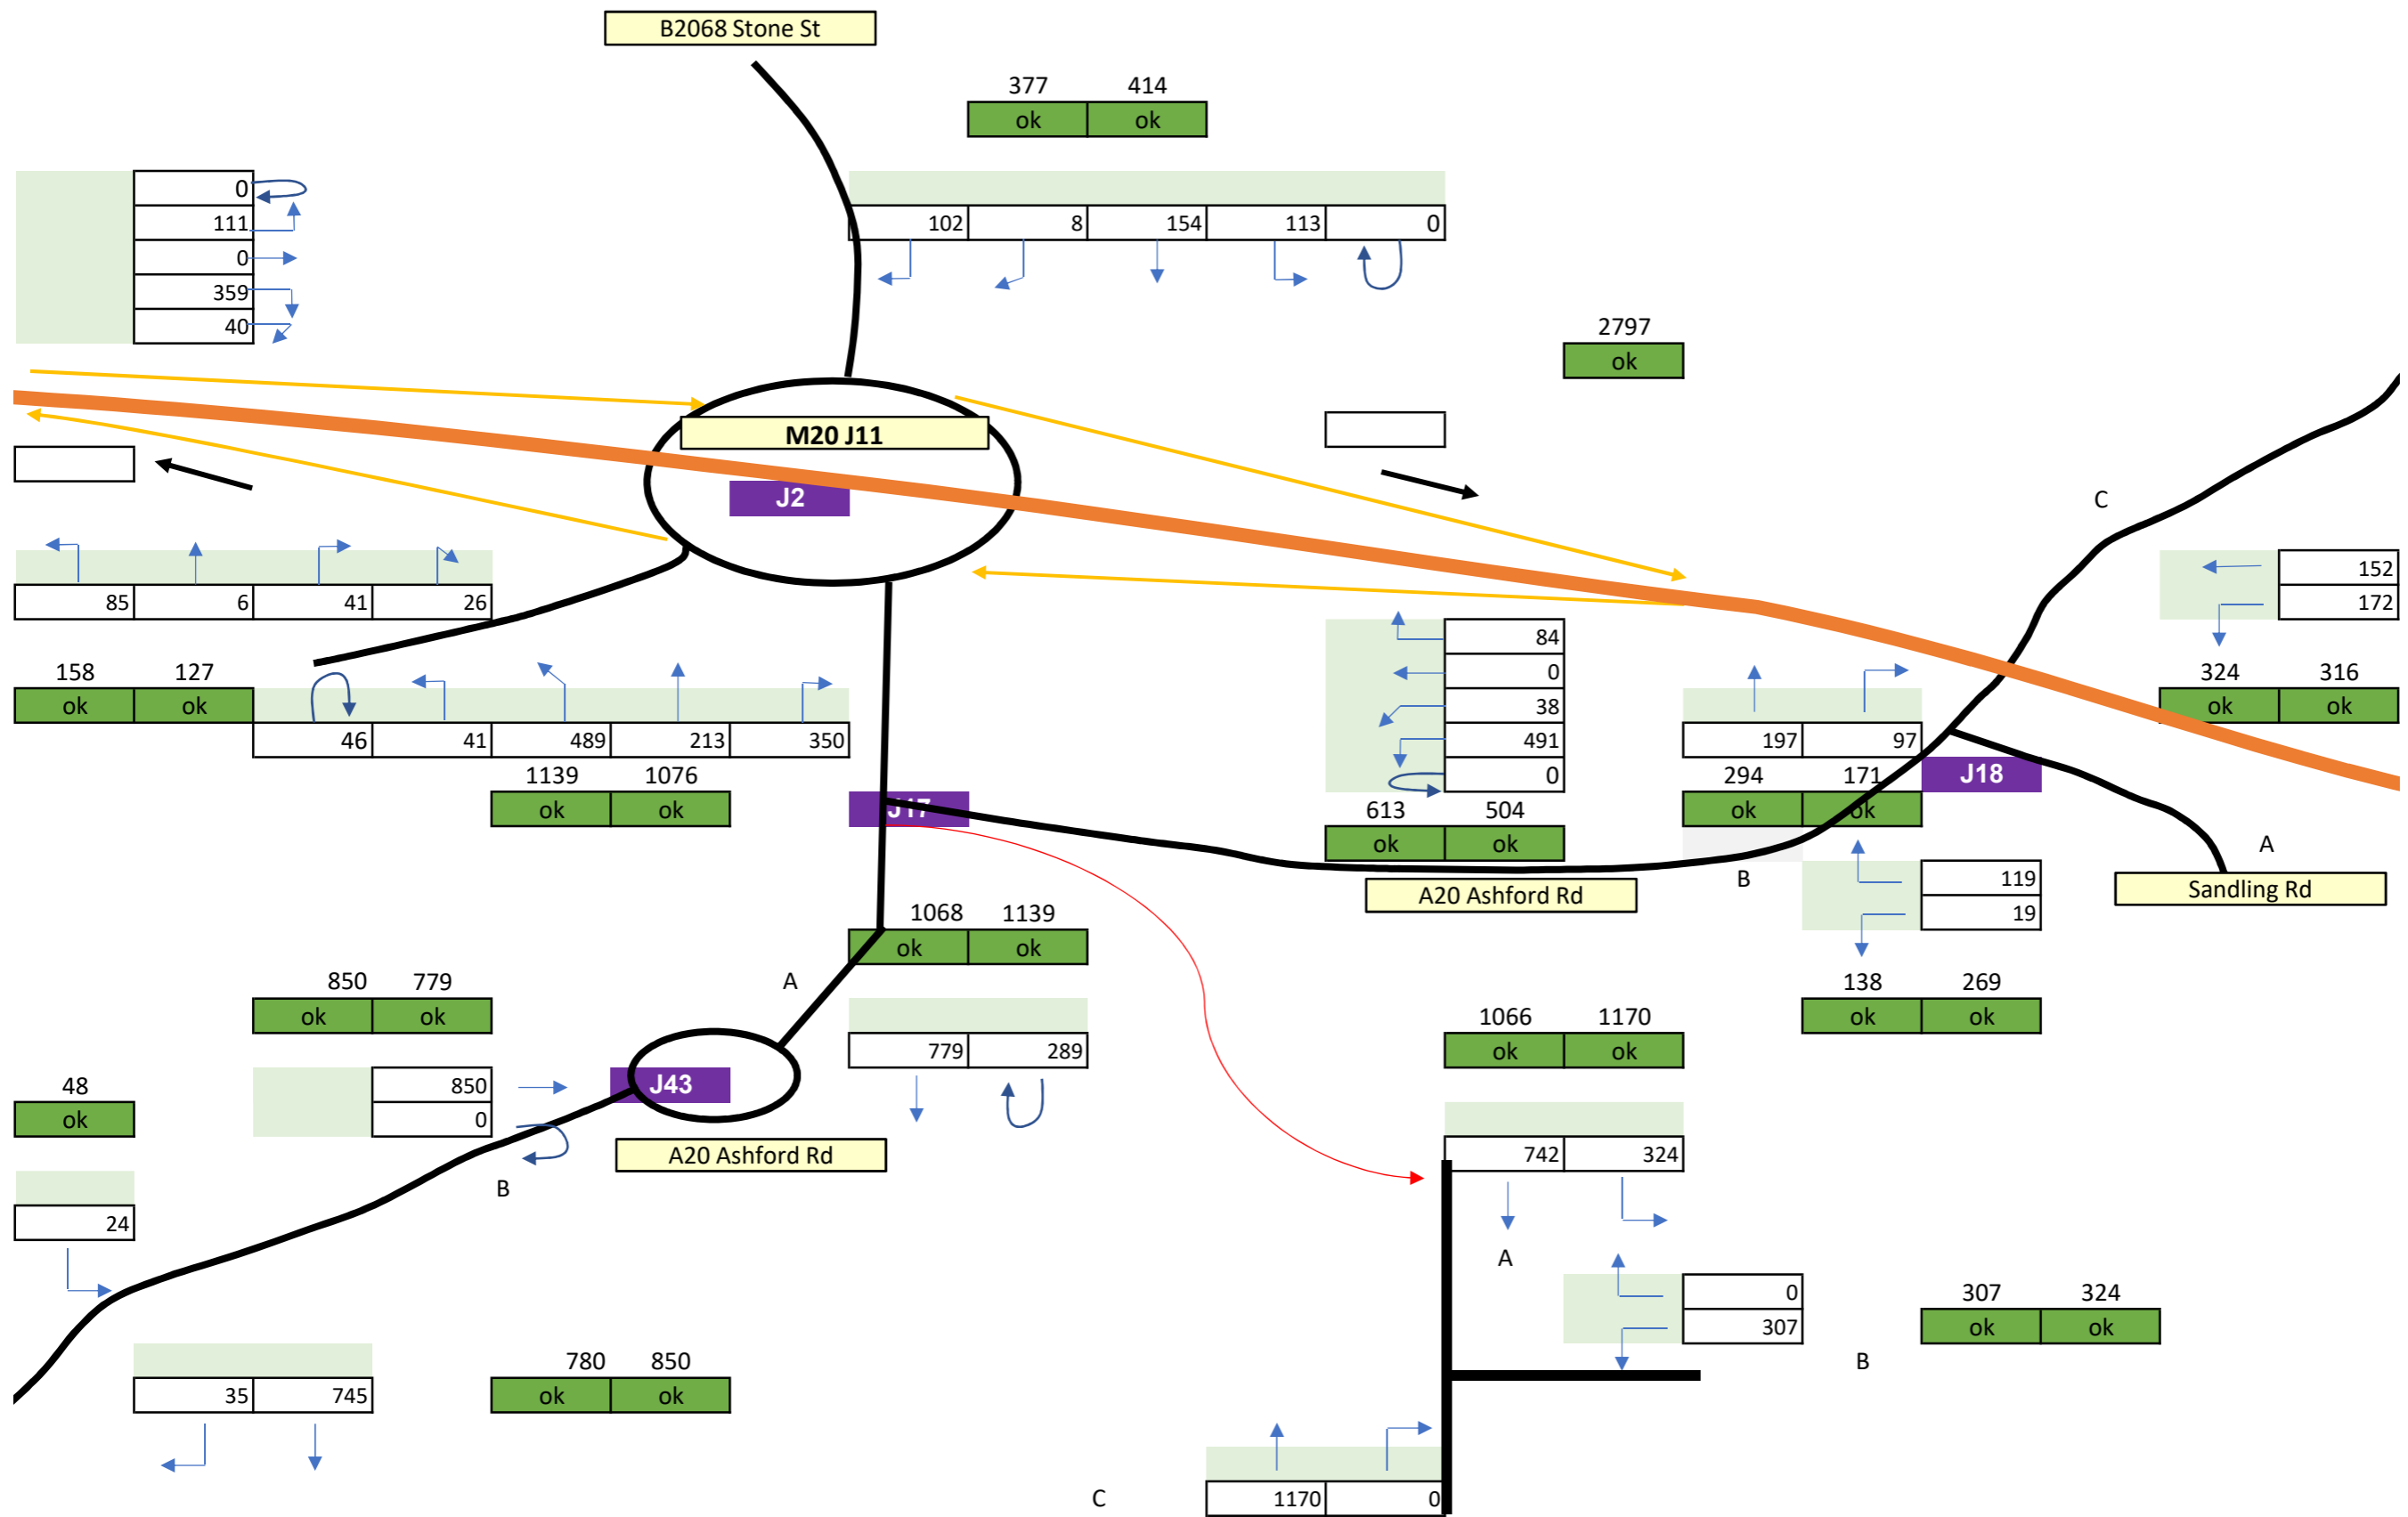 B2068 Stone St
377 414
ok ok
0
111
0
359
40
102 8 154 113 0
2797
ok
M20 J11
J2
C
85 6 41 26
152
172
84
0
38
491
0
158 127
ok ok
46 41 489 213 350
1139 1076
ok ok
324 316
ok ok
197 97
294 171
ok ok
J18
J17
613 504
ok ok
A20 Ashford Rd
B
A
Sandling Rd
119
19
1068 1139
ok ok
138 269
ok ok
850 779
ok ok
A
779 289
1066 1170
ok ok
48
ok
850
0
J43
A20 Ashford Rd
B
742 324
24
A
0
307
307 324
ok ok
B
35 745
780 850
ok ok
C
1170 0